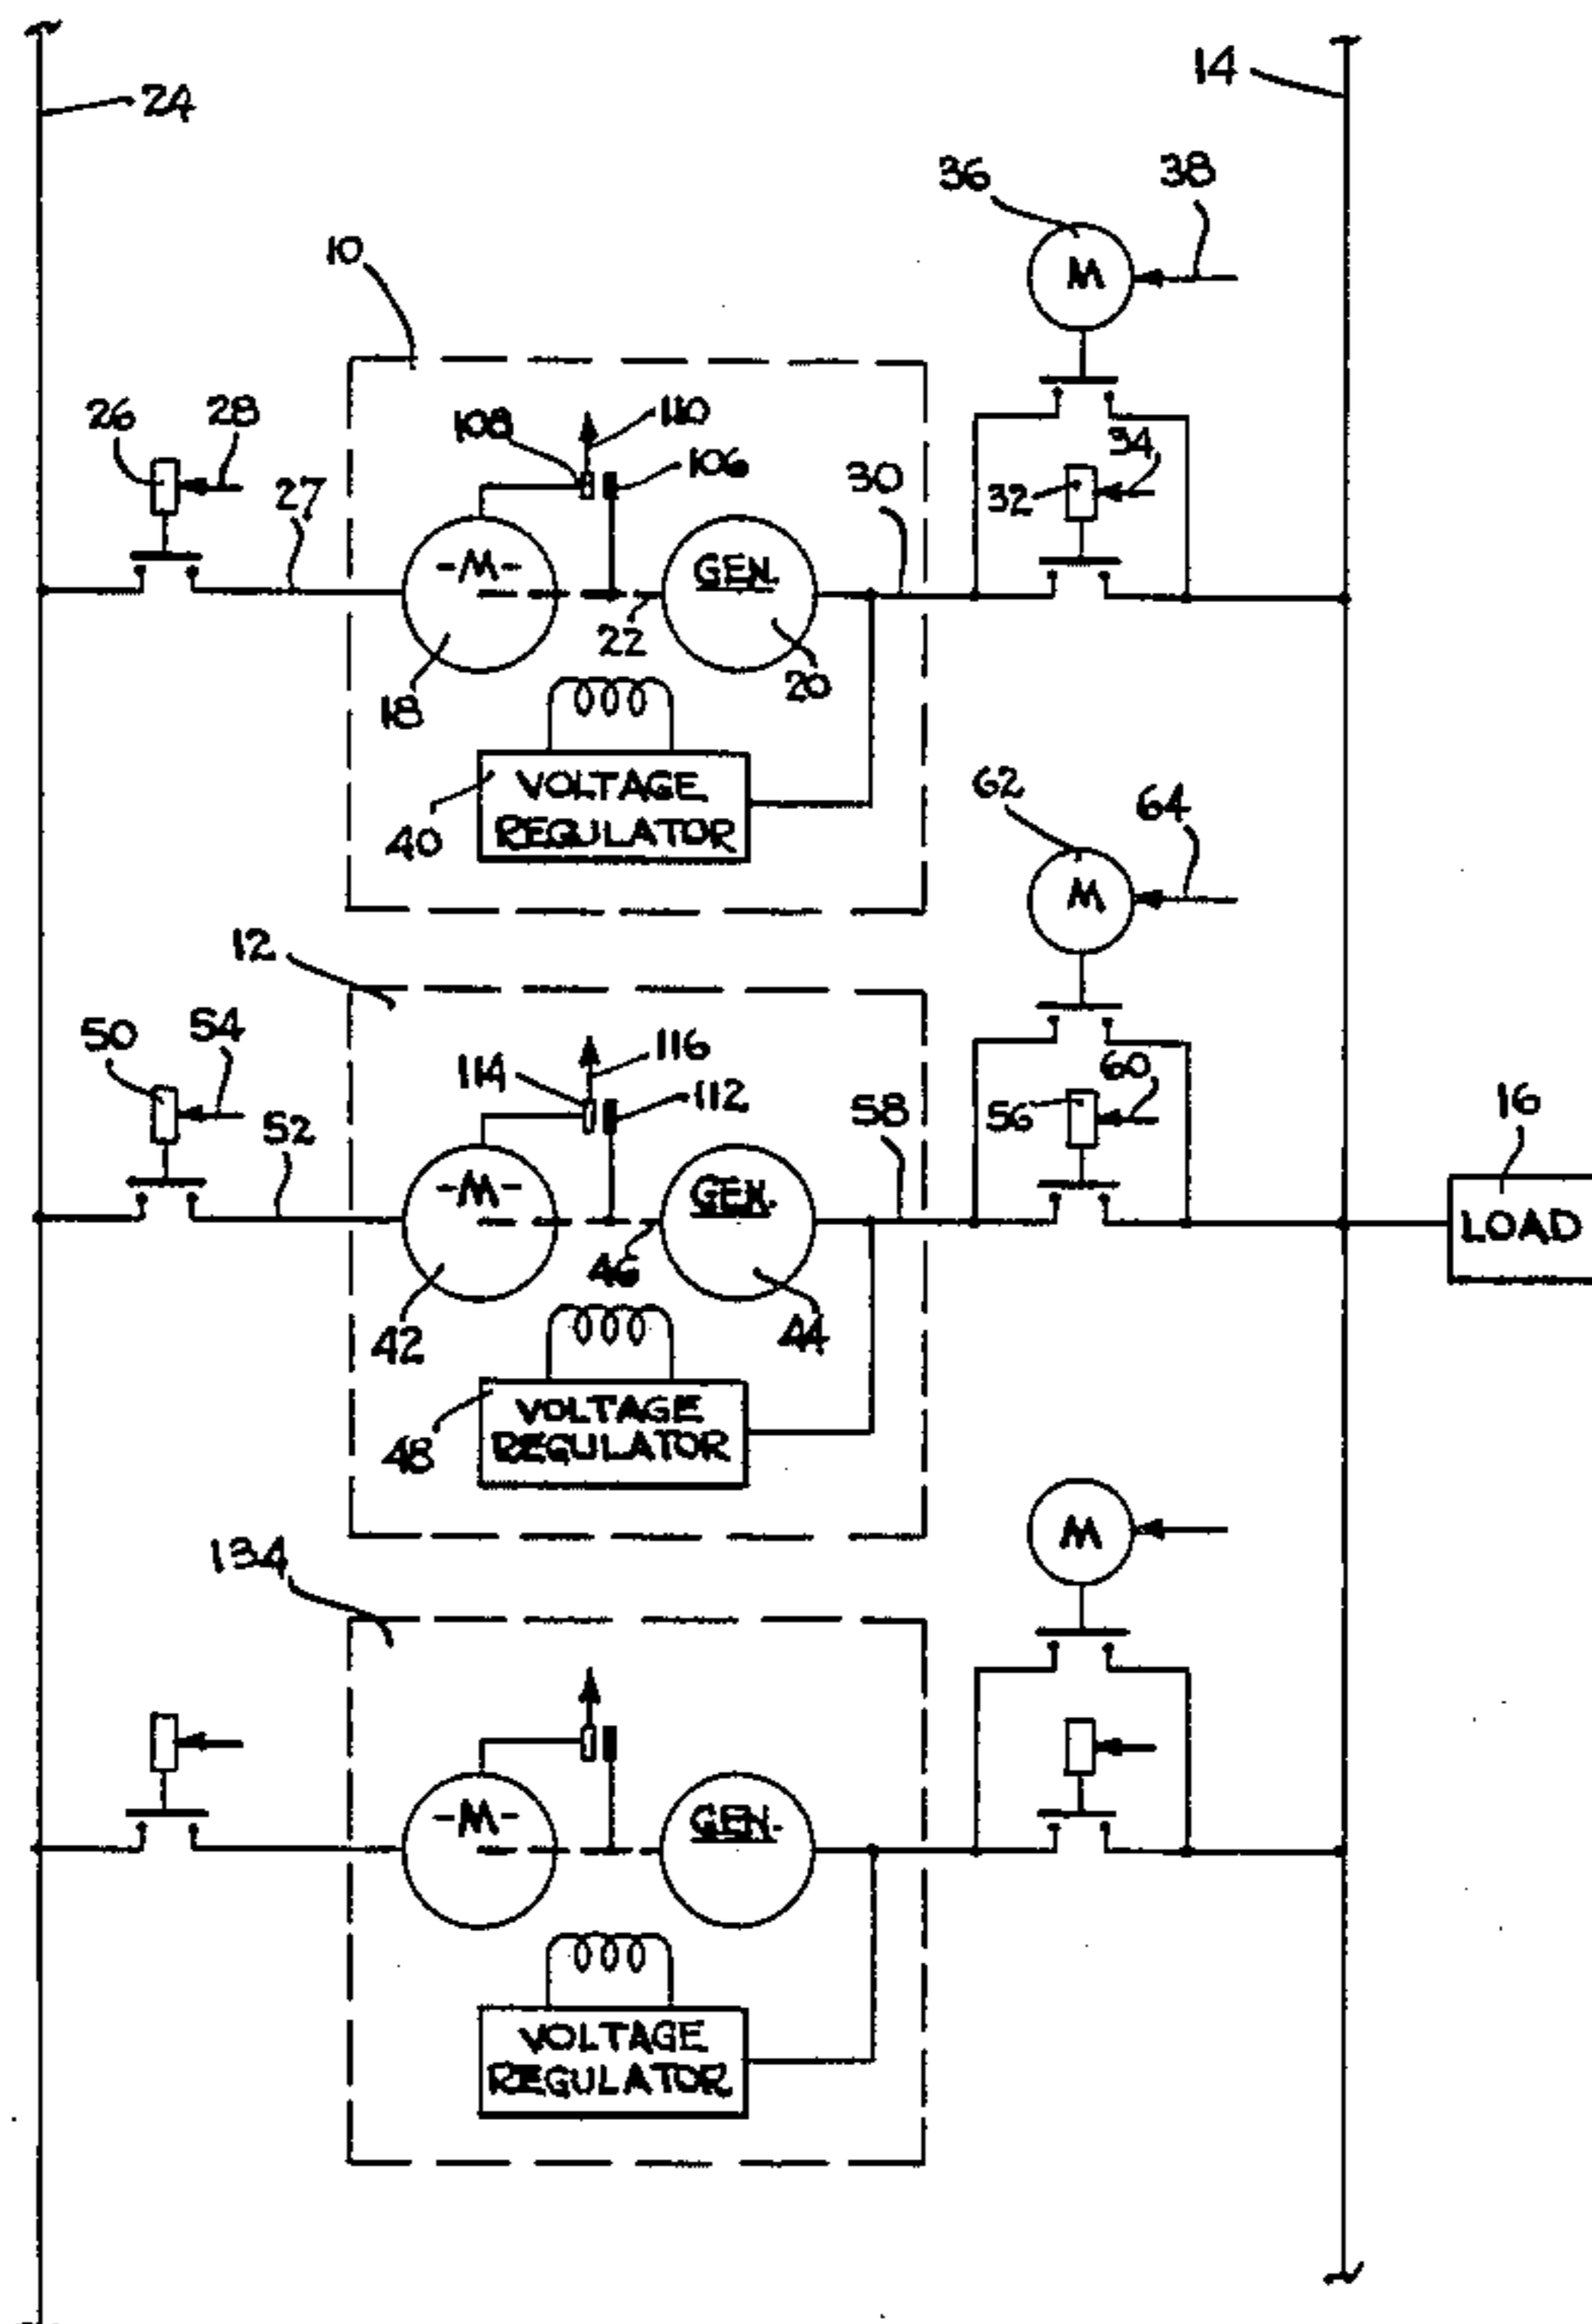 24
14
36
38
10
26
28
27
108
110
106
30
32
34
-M-
GEN.
M
22
18
20
VOLTAGE
REGULATOR
40
62
64
M
12
50
54
52
114
116
112
58
56
60
16
LOAD
-M-
GEN.
46
42
44
VOLTAGE
REGULATOR
48
M
134
-M-
GEN.
VOLTAGE
REGULATOR